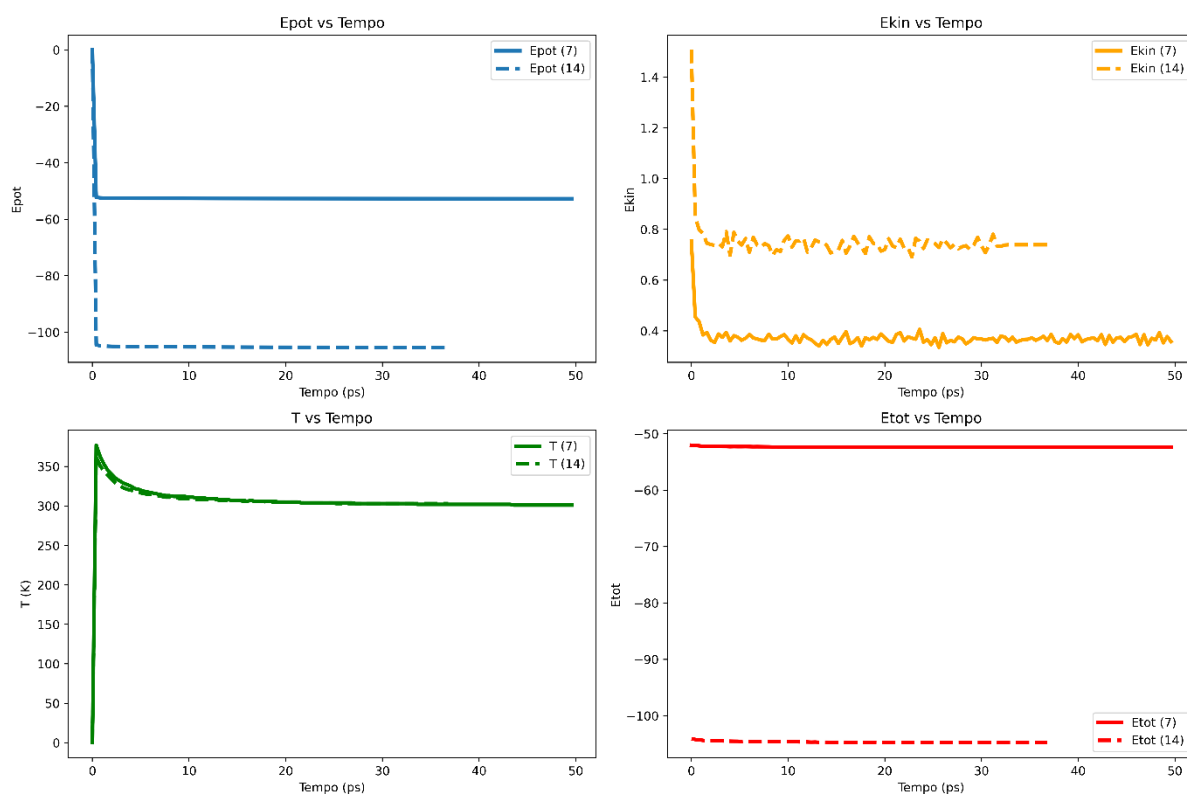 Epot vs Tempo
Epot (7)
Epot (14)
0
−20
−40
−60
−80
−100
Epot
0
10
20
30
40
50
Tempo (ps)
Ekin vs Tempo
Ekin (7)
Ekin (14)
1.4
1.2
1.0
0.8
0.6
0.4
Ekin
0
10
20
30
40
50
Tempo (ps)
T vs Tempo
T (7)
T (14)
350
300
250
200
150
100
50
0
T (K)
0
10
20
30
40
50
Tempo (ps)
Etot vs Tempo
−50
−60
−70
−80
−90
−100
Etot
Etot (7)
Etot (14)
0
10
20
30
40
50
Tempo (ps)